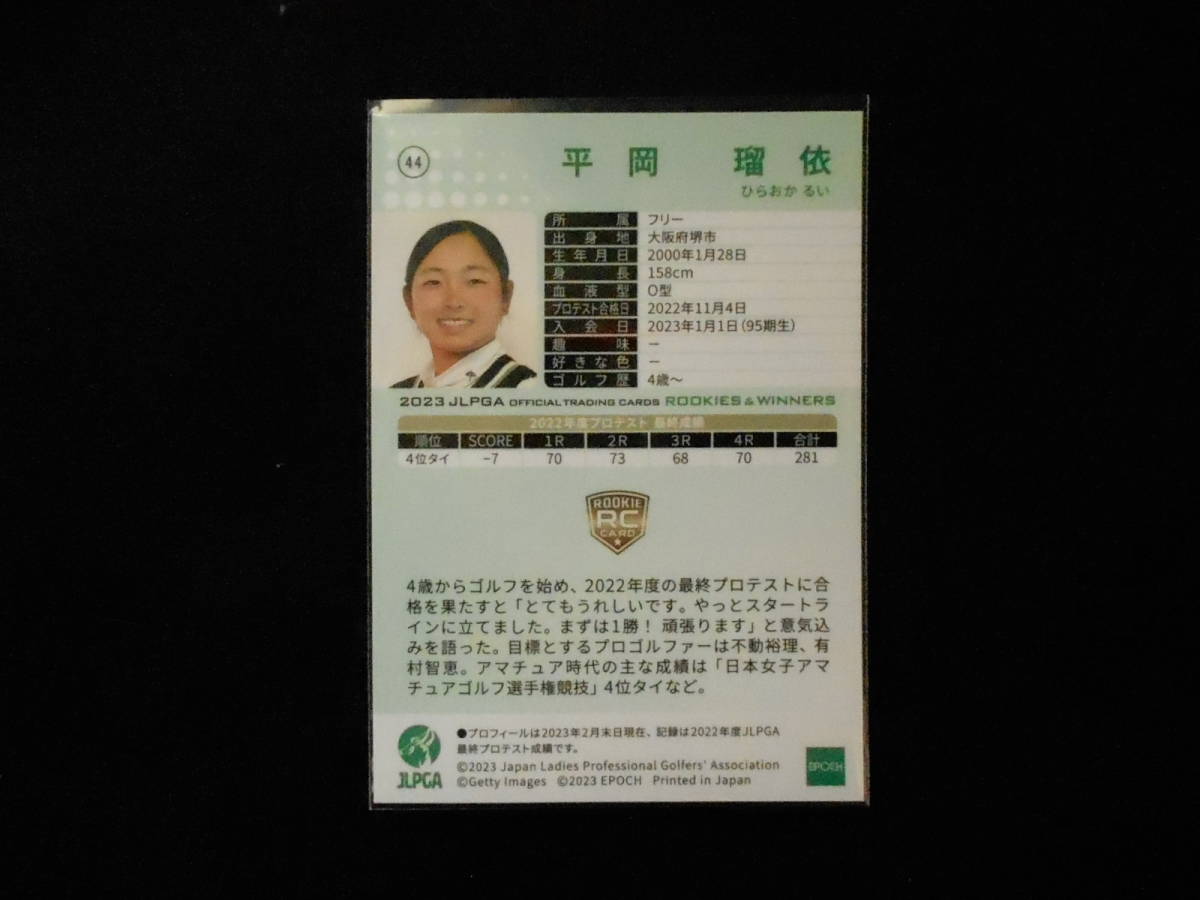 44
平岡 瑠依
ひらおか るい
所属 フリー
出身地 大阪府堺市
生年月日 2000年1月28日
身長 158cm
血液型 O型
プロテスト合格日 2022年11月4日
入会日 2023年1月1日（95期生）
趣味 −
好きな色 −
ゴルフ歴 4歳〜
2023 JLPGA OFFICIAL TRADING CARDS ROOKIES & WINNERS
2022年度プロテスト 最終成績
順位 SCORE 1R 2R 3R 4R 合計
4位タイ −7 70 73 68 70 281
ROOKIE
RC
CARD
4歳からゴルフを始め、2022年度の最終プロテストに合
格を果たすと「とてもうれしいです。やっとスタートラ
インに立てました。まずは1勝！ 頑張ります」と意気込
みを語った。目標とするプロゴルファーは不動裕理、有
村智恵。アマチュア時代の主な成績は「日本女子アマ
チュアゴルフ選手権競技」4位タイなど。
●プロフィールは2023年2月末日現在、記録は2022年度JLPGA
最終プロテスト成績です。
©2023 Japan Ladies Professional Golfers' Association
©Getty Images ©2023 EPOCH Printed in Japan
JLPGA
EPOCH